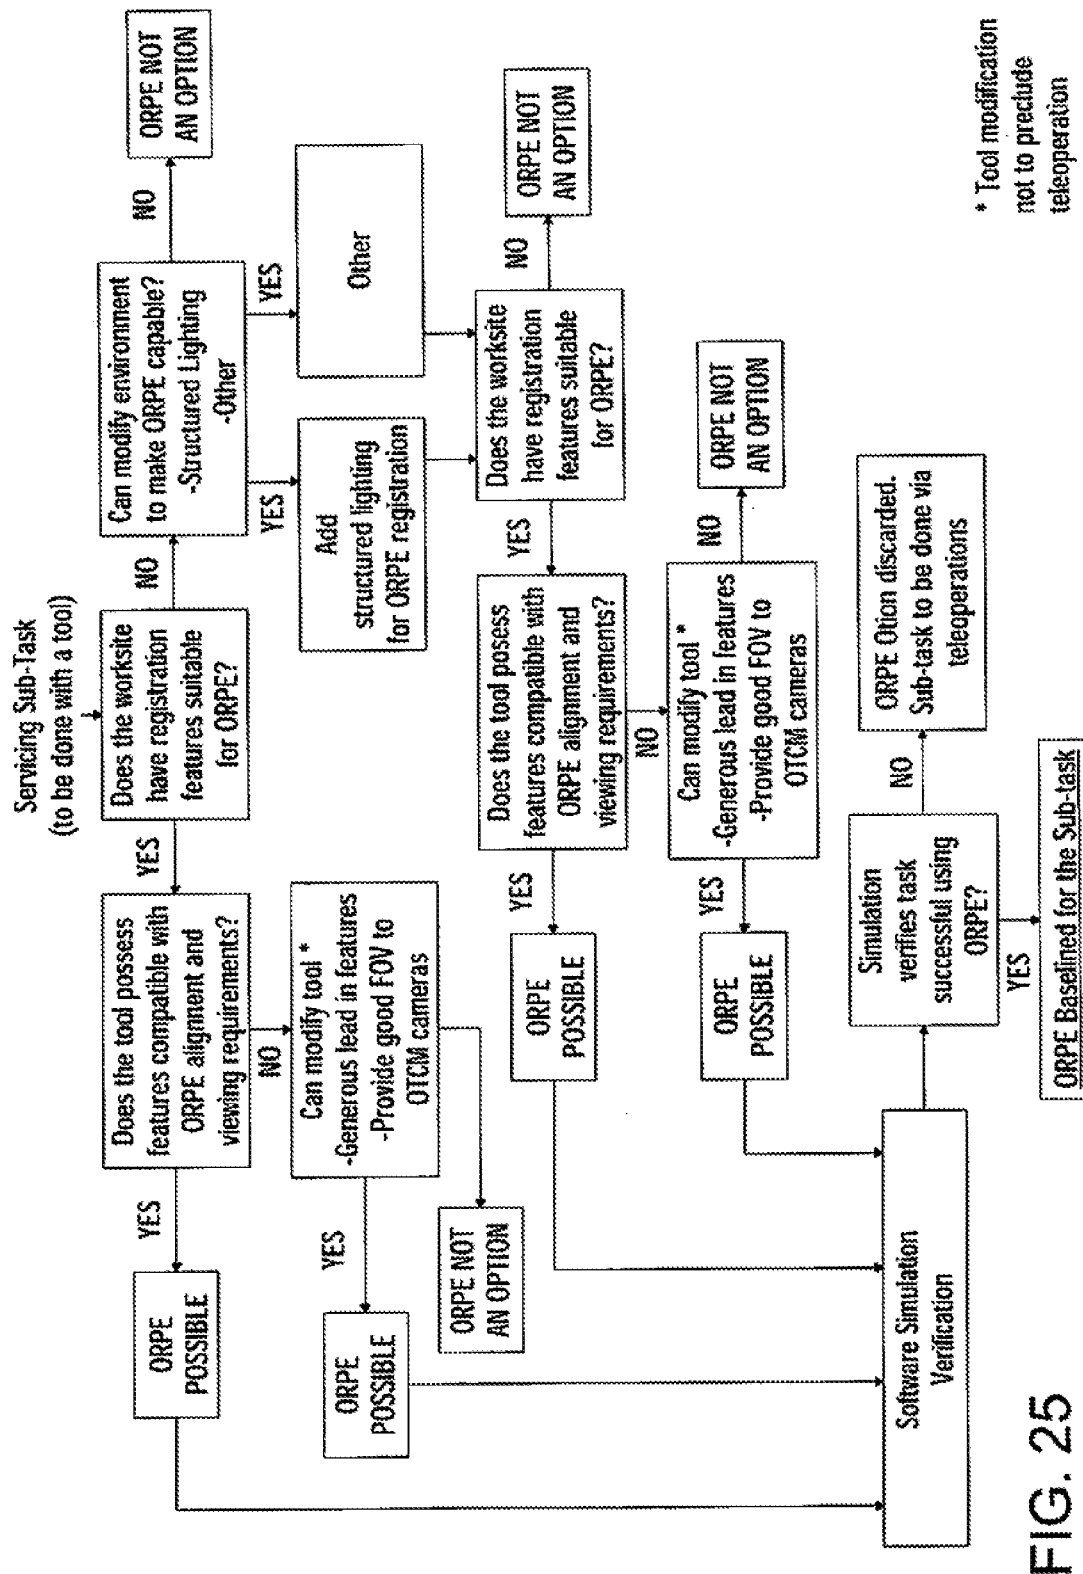 Servicing Sub-Task
(to be done with a tool)
Does the worksite
have registration
features suitable
for ORPE?
YES
NO
Does the tool possess
features compatible with
ORPE alignment and
viewing requirements?
YES
NO
ORPE
POSSIBLE
Can modify tool *
-Generous lead in features
-Provide good FOV to
OTCM cameras
YES
ORPE
POSSIBLE
ORPE NOT
AN OPTION
Can modify environment
to make ORPE capable?
-Structured Lighting
-Other
NO
ORPE NOT
AN OPTION
YES
YES
Add
structured lighting
for ORPE registration
Other
Does the worksite
have registration
features suitable
for ORPE?
NO
ORPE NOT
AN OPTION
YES
Does the tool posess
features compatible with
ORPE alignment and
viewing requirements?
YES
NO
ORPE
POSSIBLE
Can modify tool *
-Generous lead in features
-Provide good FOV to
OTCM cameras
NO
ORPE NOT
AN OPTION
YES
ORPE
POSSIBLE
Software Simulation
Verification
Simulation
verifies task
successful using
ORPE?
NO
ORPE Otion discarded.
Sub-task to be done via
teleoperations
YES
ORPE Baselined for the Sub-task
* Tool modification
not to preclude
teleoperation
FIG. 25